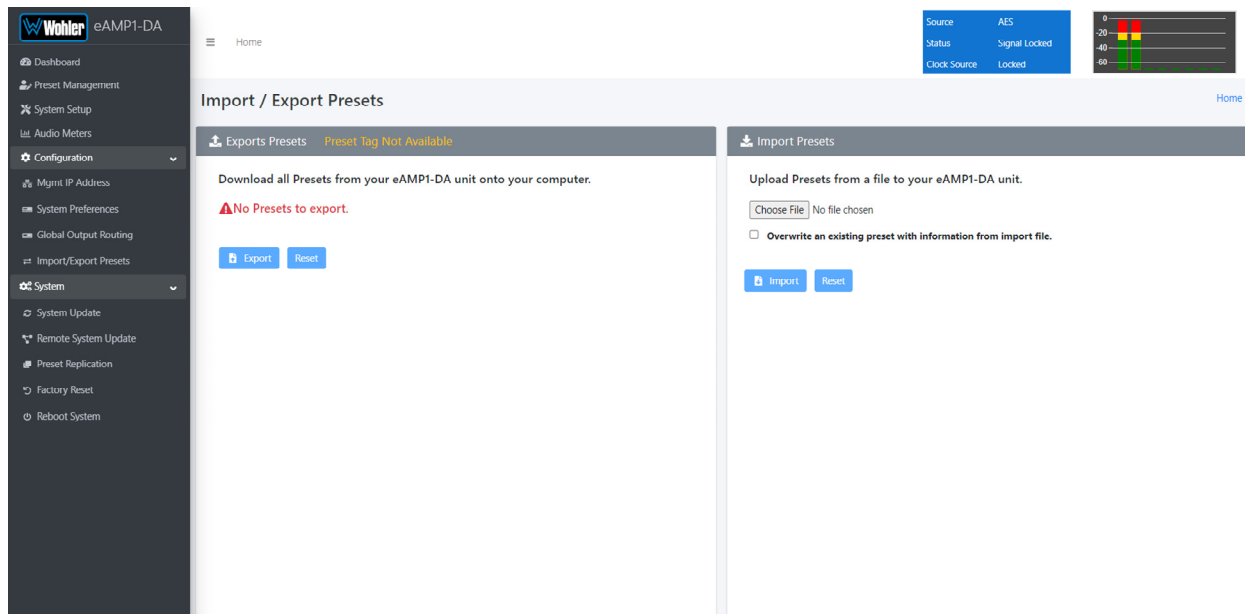 Wohler eAMP1-DA
Dashboard
Preset Management
System Setup
Audio Meters
Configuration
Mgmt IP Address
System Preferences
Global Output Routing
Import/Export Presets
System
System Update
Remote System Update
Preset Replication
Factory Reset
Reboot System
Home
Source AES
Status Signal Locked
Clock Source Locked
0
-20
-40
-60
Import / Export Presets
Home
Exports Presets Preset Tag Not Available
Download all Presets from your eAMP1-DA unit onto your computer.
No Presets to export.
Export Reset
Import Presets
Upload Presets from a file to your eAMP1-DA unit.
Choose File No file chosen
Overwrite an existing preset with information from import file.
Import Reset